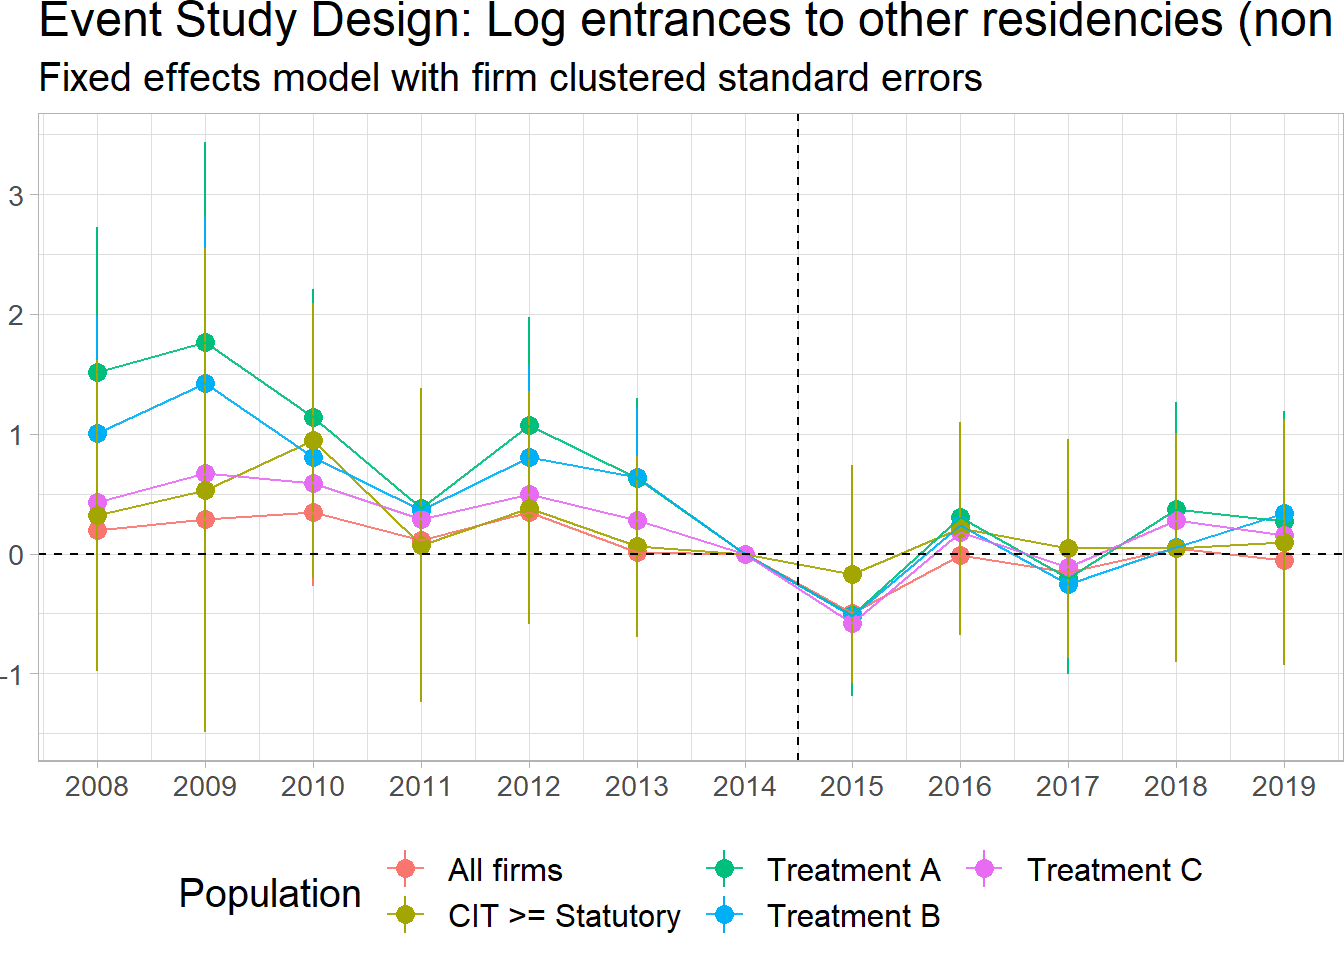 Event Study Design: Log entrances to other residencies (non
Fixed effects model with firm clustered standard errors
3
2
1
0
-1
2008 2009 2010 2011 2012 2013 2014 2015 2016 2017 2018 2019
Population
All firms Treatment A Treatment C
CIT >= Statutory Treatment B